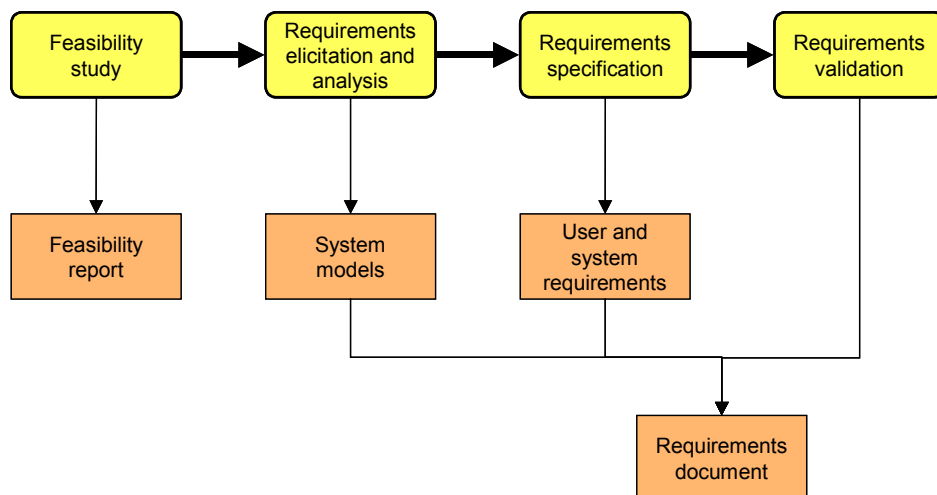 Feasibility
study
Requirements
elicitation and
analysis
Requirements
specification
Requirements
validation
Feasibility
report
System
models
User and
system
requirements
Requirements
document